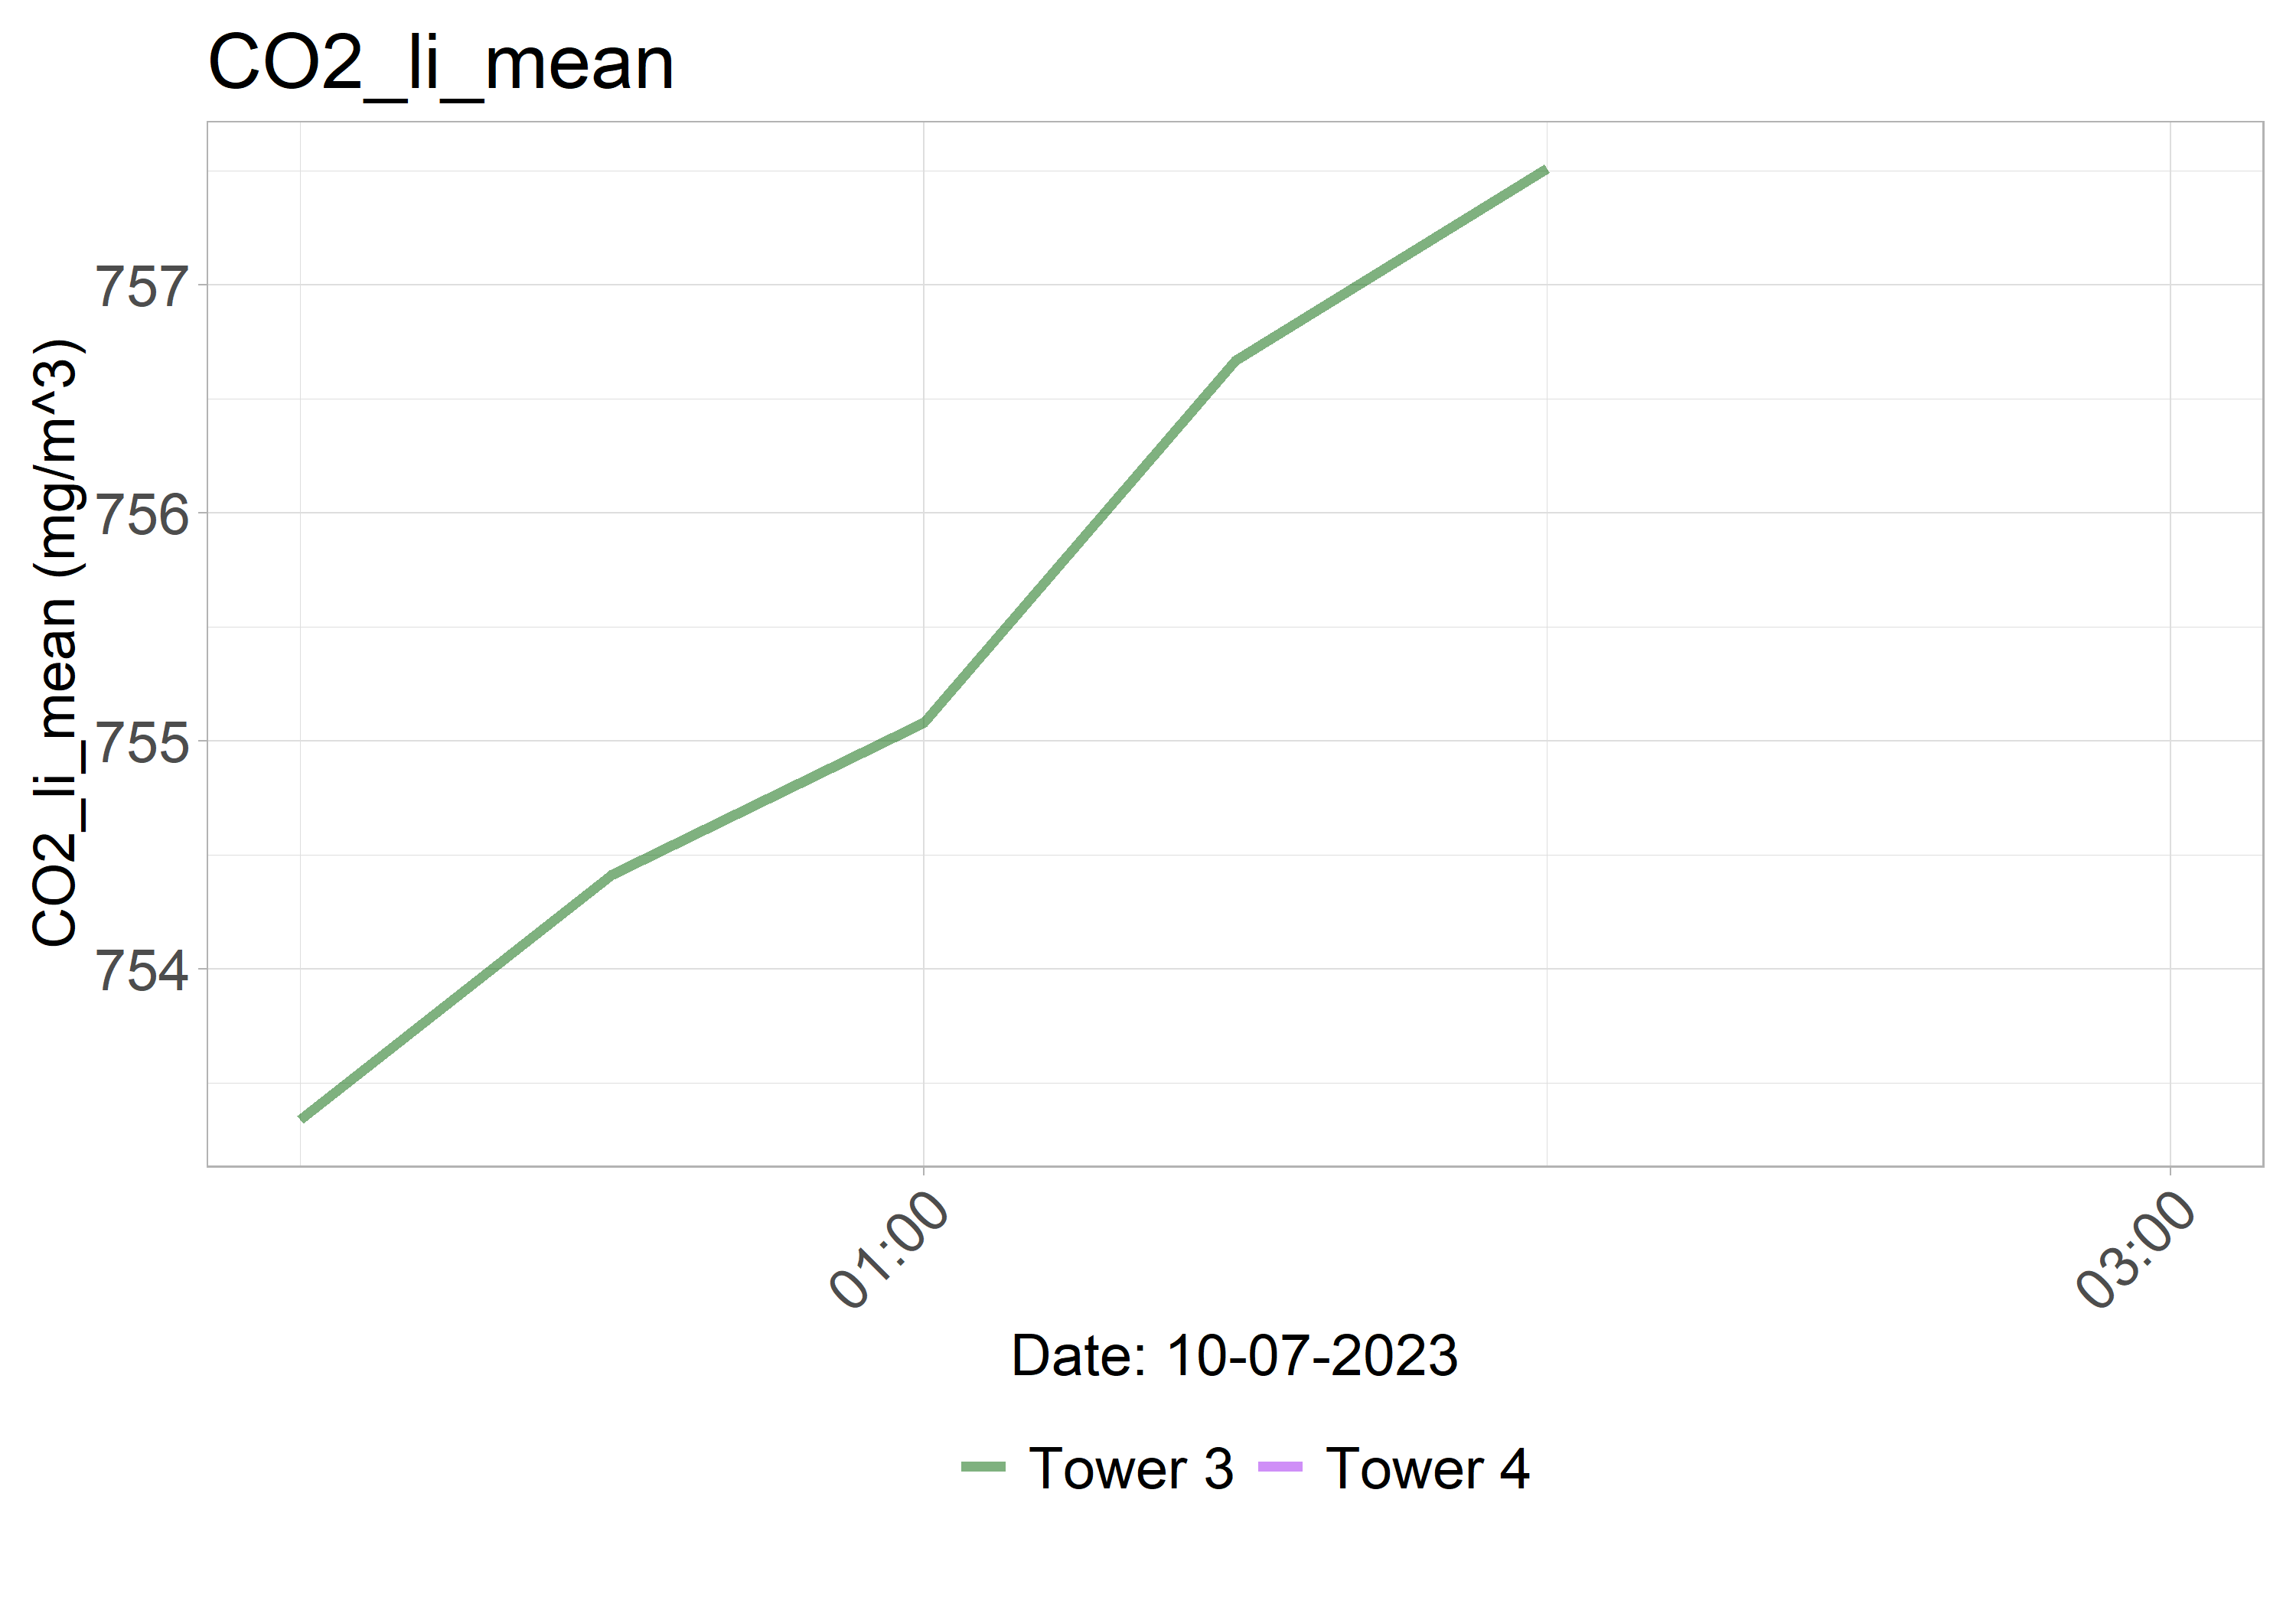 CO2_li_mean
CO2_li_mean (mg/m^3)
757
756
755
754
01:00
03:00
Date: 10-07-2023
Tower 3
Tower 4